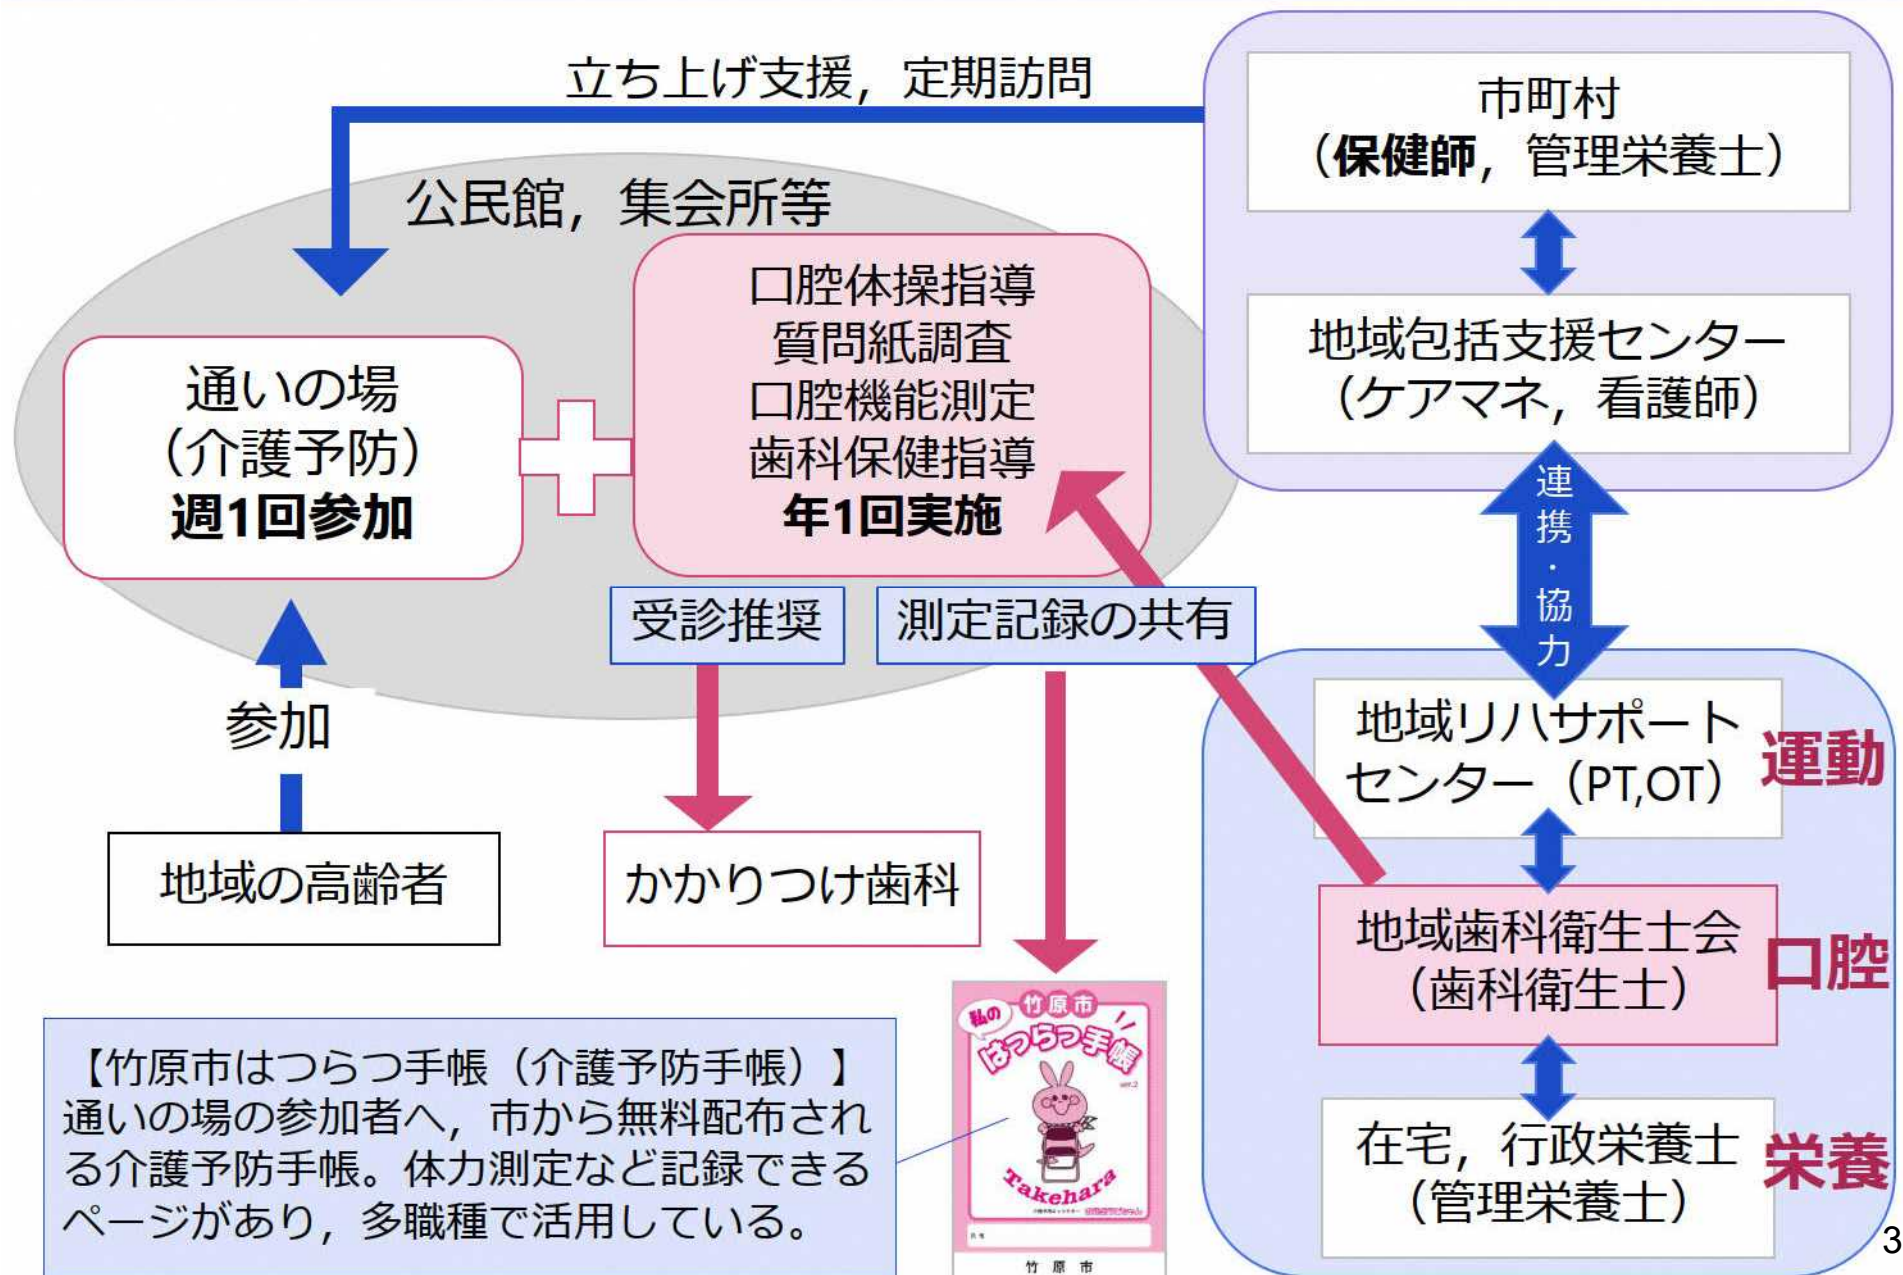 立ち上げ支援，定期訪問
公民館，集会所等
通いの場
（介護予防）
週1回参加
口腔体操指導
質問紙調査
口腔機能測定
歯科保健指導
年1回実施
受診推奨
測定記録の共有
参加
地域の高齢者
かかりつけ歯科
市町村
（保健師，管理栄養士）
地域包括支援センター
（ケアマネ，看護師）
連携・協力
地域リハサポート
センター（PT,OT）
運動
地域歯科衛生士会
（歯科衛生士）
口腔
在宅，行政栄養士
（管理栄養士）
栄養
【竹原市はつらつ手帳（介護予防手帳）】
通いの場の参加者へ，市から無料配布され
る介護予防手帳。体力測定など記録できる
ページがあり，多職種で活用している。
竹原市
私の
はつらつ手帳
ver.2
Takehara
氏名
竹原市
3